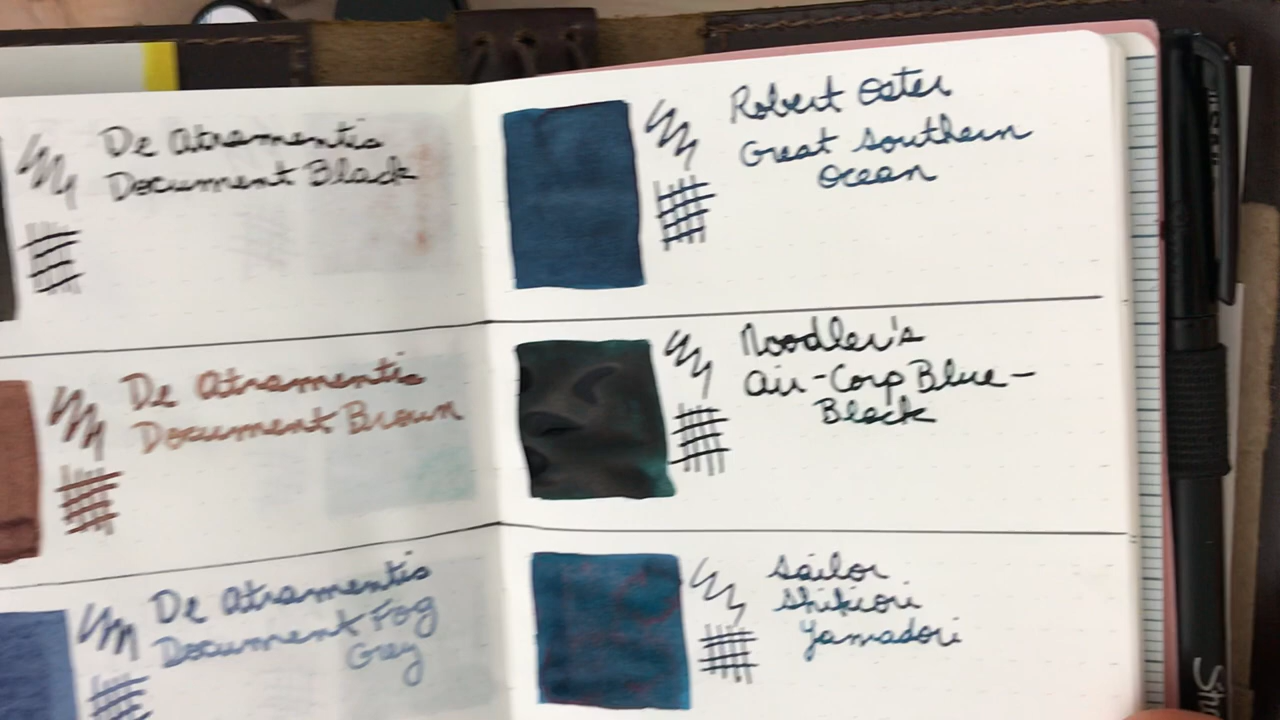 De Atramentis
Document Black
De Atramentis
Document Brown
De Atramentis
Document Fog
Grey
Robert Oster
Great Southern
Ocean
Noodler's
Air-Corp Blue-
Black
Sailor
Shikiori
Yamadori